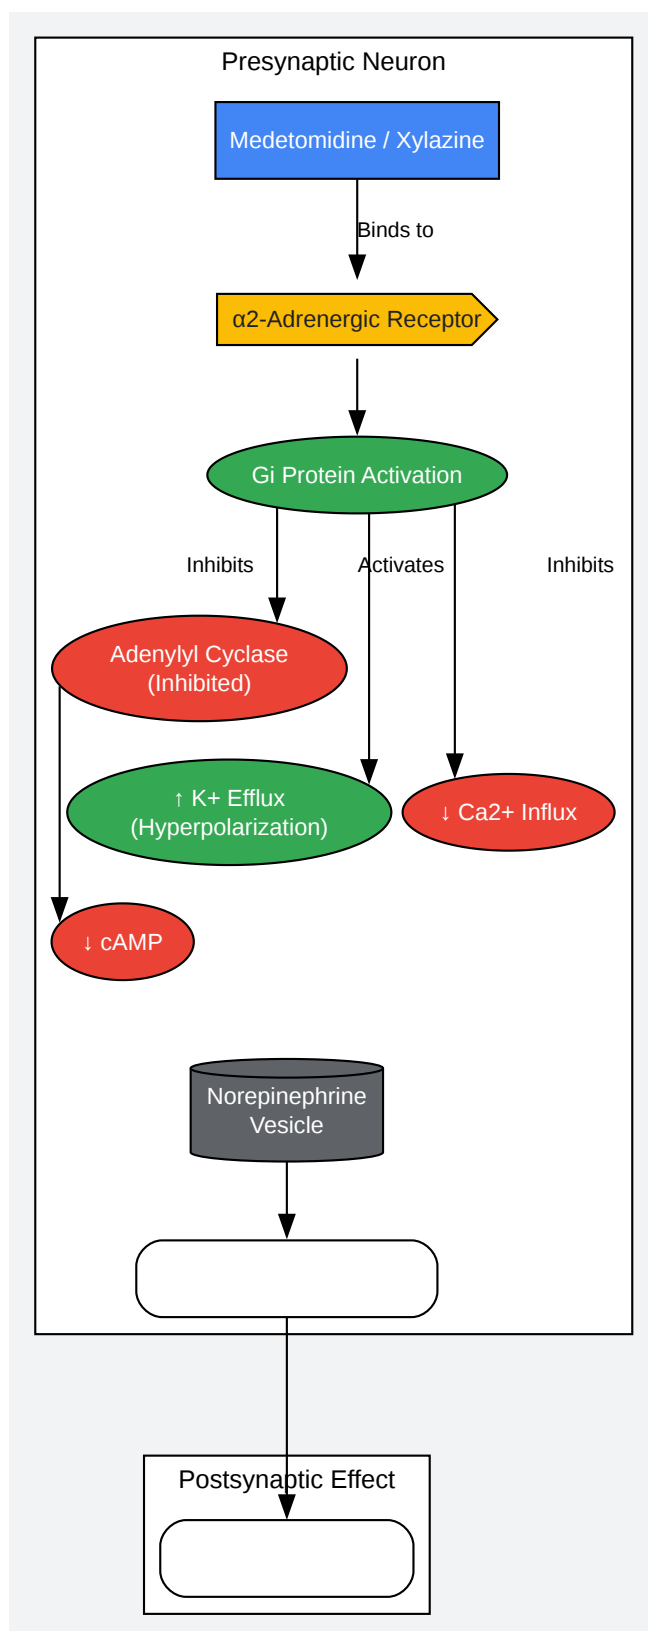 Presynaptic Neuron
Medetomidine / Xylazine
Binds to
α2-Adrenergic Receptor
Gi Protein Activation
Inhibits
Activates
Inhibits
Adenylyl Cyclase
(Inhibited)
↑ K+ Efflux
(Hyperpolarization)
↓ Ca2+ Influx
↓ cAMP
Norepinephrine
Vesicle
Postsynaptic Effect